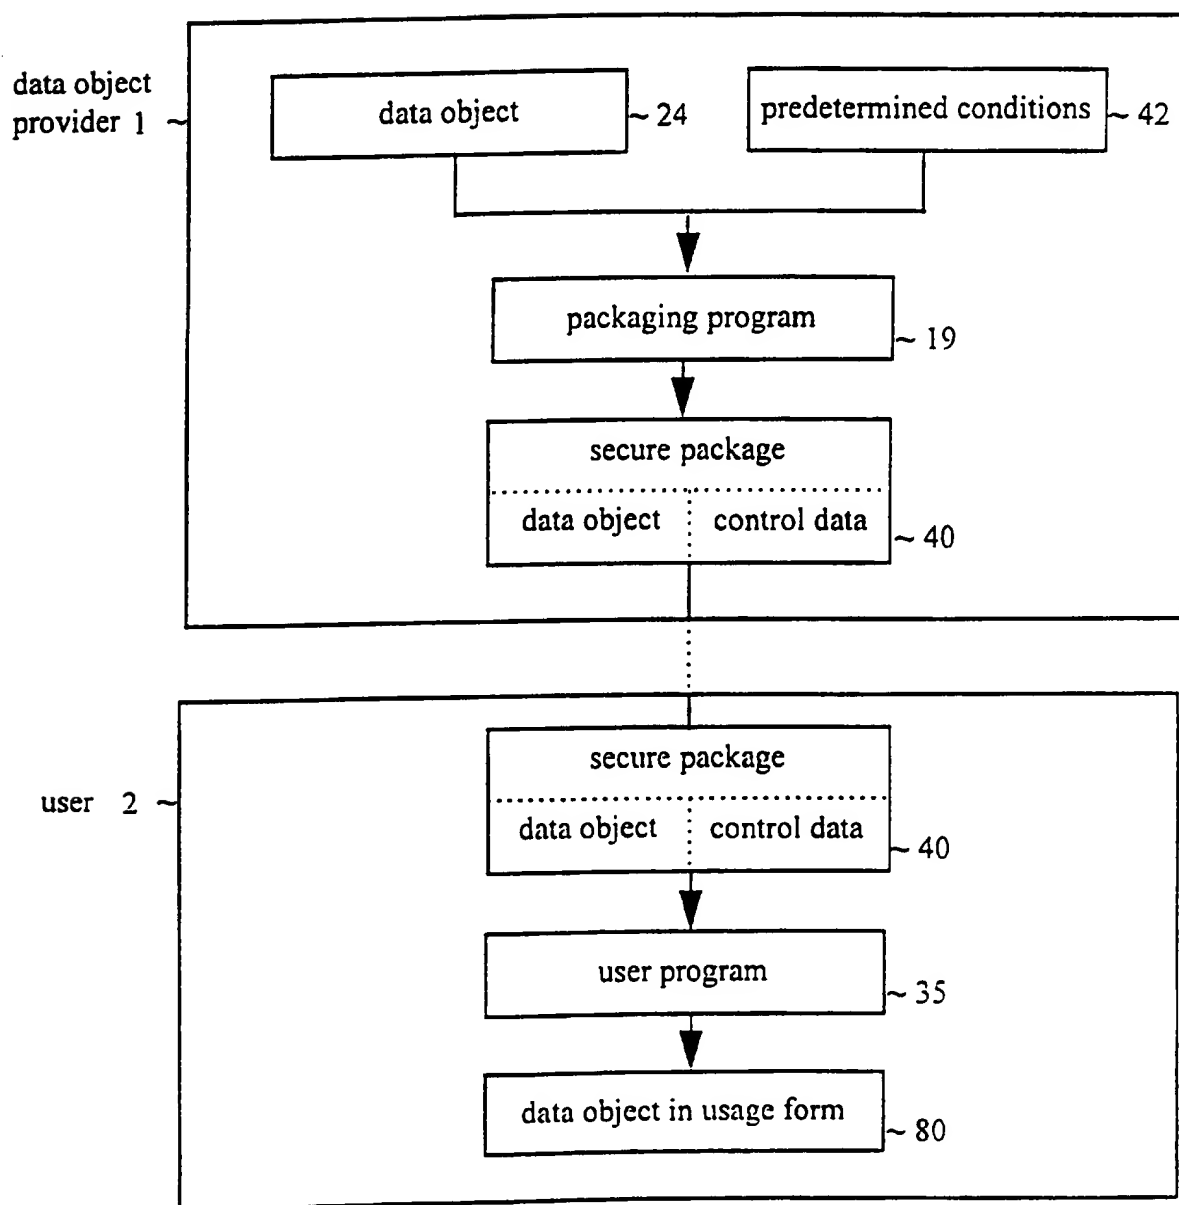 data object
provider 1 ~
data object
~ 24
predetermined conditions
~ 42
packaging program
~ 19
secure package
data object
control data
~ 40
user 2 ~
secure package
data object
control data
~ 40
user program
~ 35
data object in usage form
~ 80